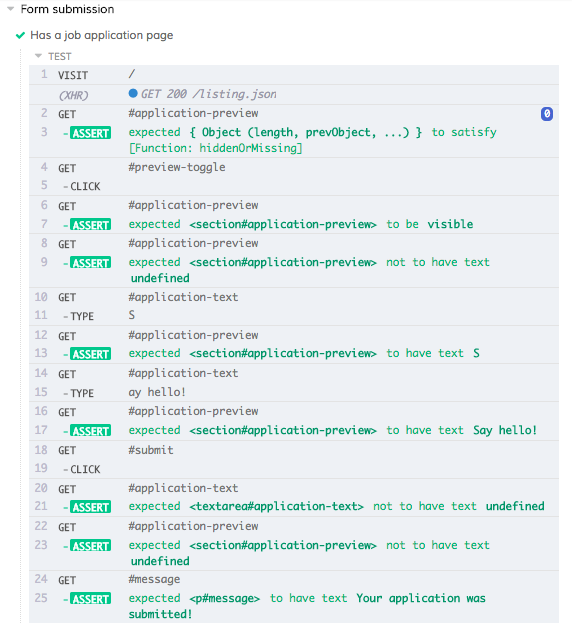 Form submission
Has a job application page
TEST
1 VISIT /
(XHR) GET 200 /listing.json
2 GET #application-preview 0
3 -ASSERT expected { Object (length, prevObject, ...) } to satisfy
[Function: hiddenOrMissing]
4 GET #preview-toggle
5 -CLICK
6 GET #application-preview
7 -ASSERT expected <section#application-preview> to be visible
8 GET #application-preview
9 -ASSERT expected <section#application-preview> not to have text
undefined
10 GET #application-text
11 -TYPE S
12 GET #application-preview
13 -ASSERT expected <section#application-preview> to have text S
14 GET #application-text
15 -TYPE ay hello!
16 GET #application-preview
17 -ASSERT expected <section#application-preview> to have text Say hello!
18 GET #submit
19 -CLICK
20 GET #application-text
21 -ASSERT expected <textarea#application-text> not to have text undefined
22 GET #application-preview
23 -ASSERT expected <section#application-preview> not to have text
undefined
24 GET #message
25 -ASSERT expected <p#message> to have text Your application was
submitted!